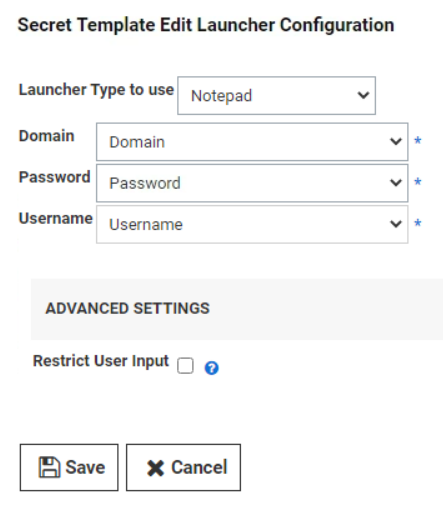 Secret Template Edit Launcher Configuration
Launcher Type to use Notepad
Domain Domain *
Password Password *
Username Username *
ADVANCED SETTINGS
Restrict User Input ?
Save Cancel